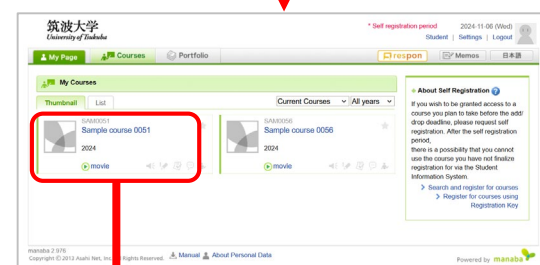 筑波大学
University of Tsukuba
* Self registration period 2024-11-06 (Wed)
Student | Settings | Logout
My Page Courses Portfolio respon Memos 日本語
My Courses
Thumbnail List Current Courses All years
SAM0051
Sample course 0051
2024
movie
SAM0056
Sample course 0056
2024
movie
About Self Registration
If you wish to be granted access to a
course you plan to take before the add/
drop deadline, please request self
registration. After the self registration
period,
there is a possibility that you cannot
use the course you have not finalize
registration for via the Student
Information System.
Search and register for courses
Register for courses using
Registration Key
manaba 2.976
Copyright © 2012 Asahi Net, Inc. Rights Reserved. Manual About Personal Data
Powered by manaba